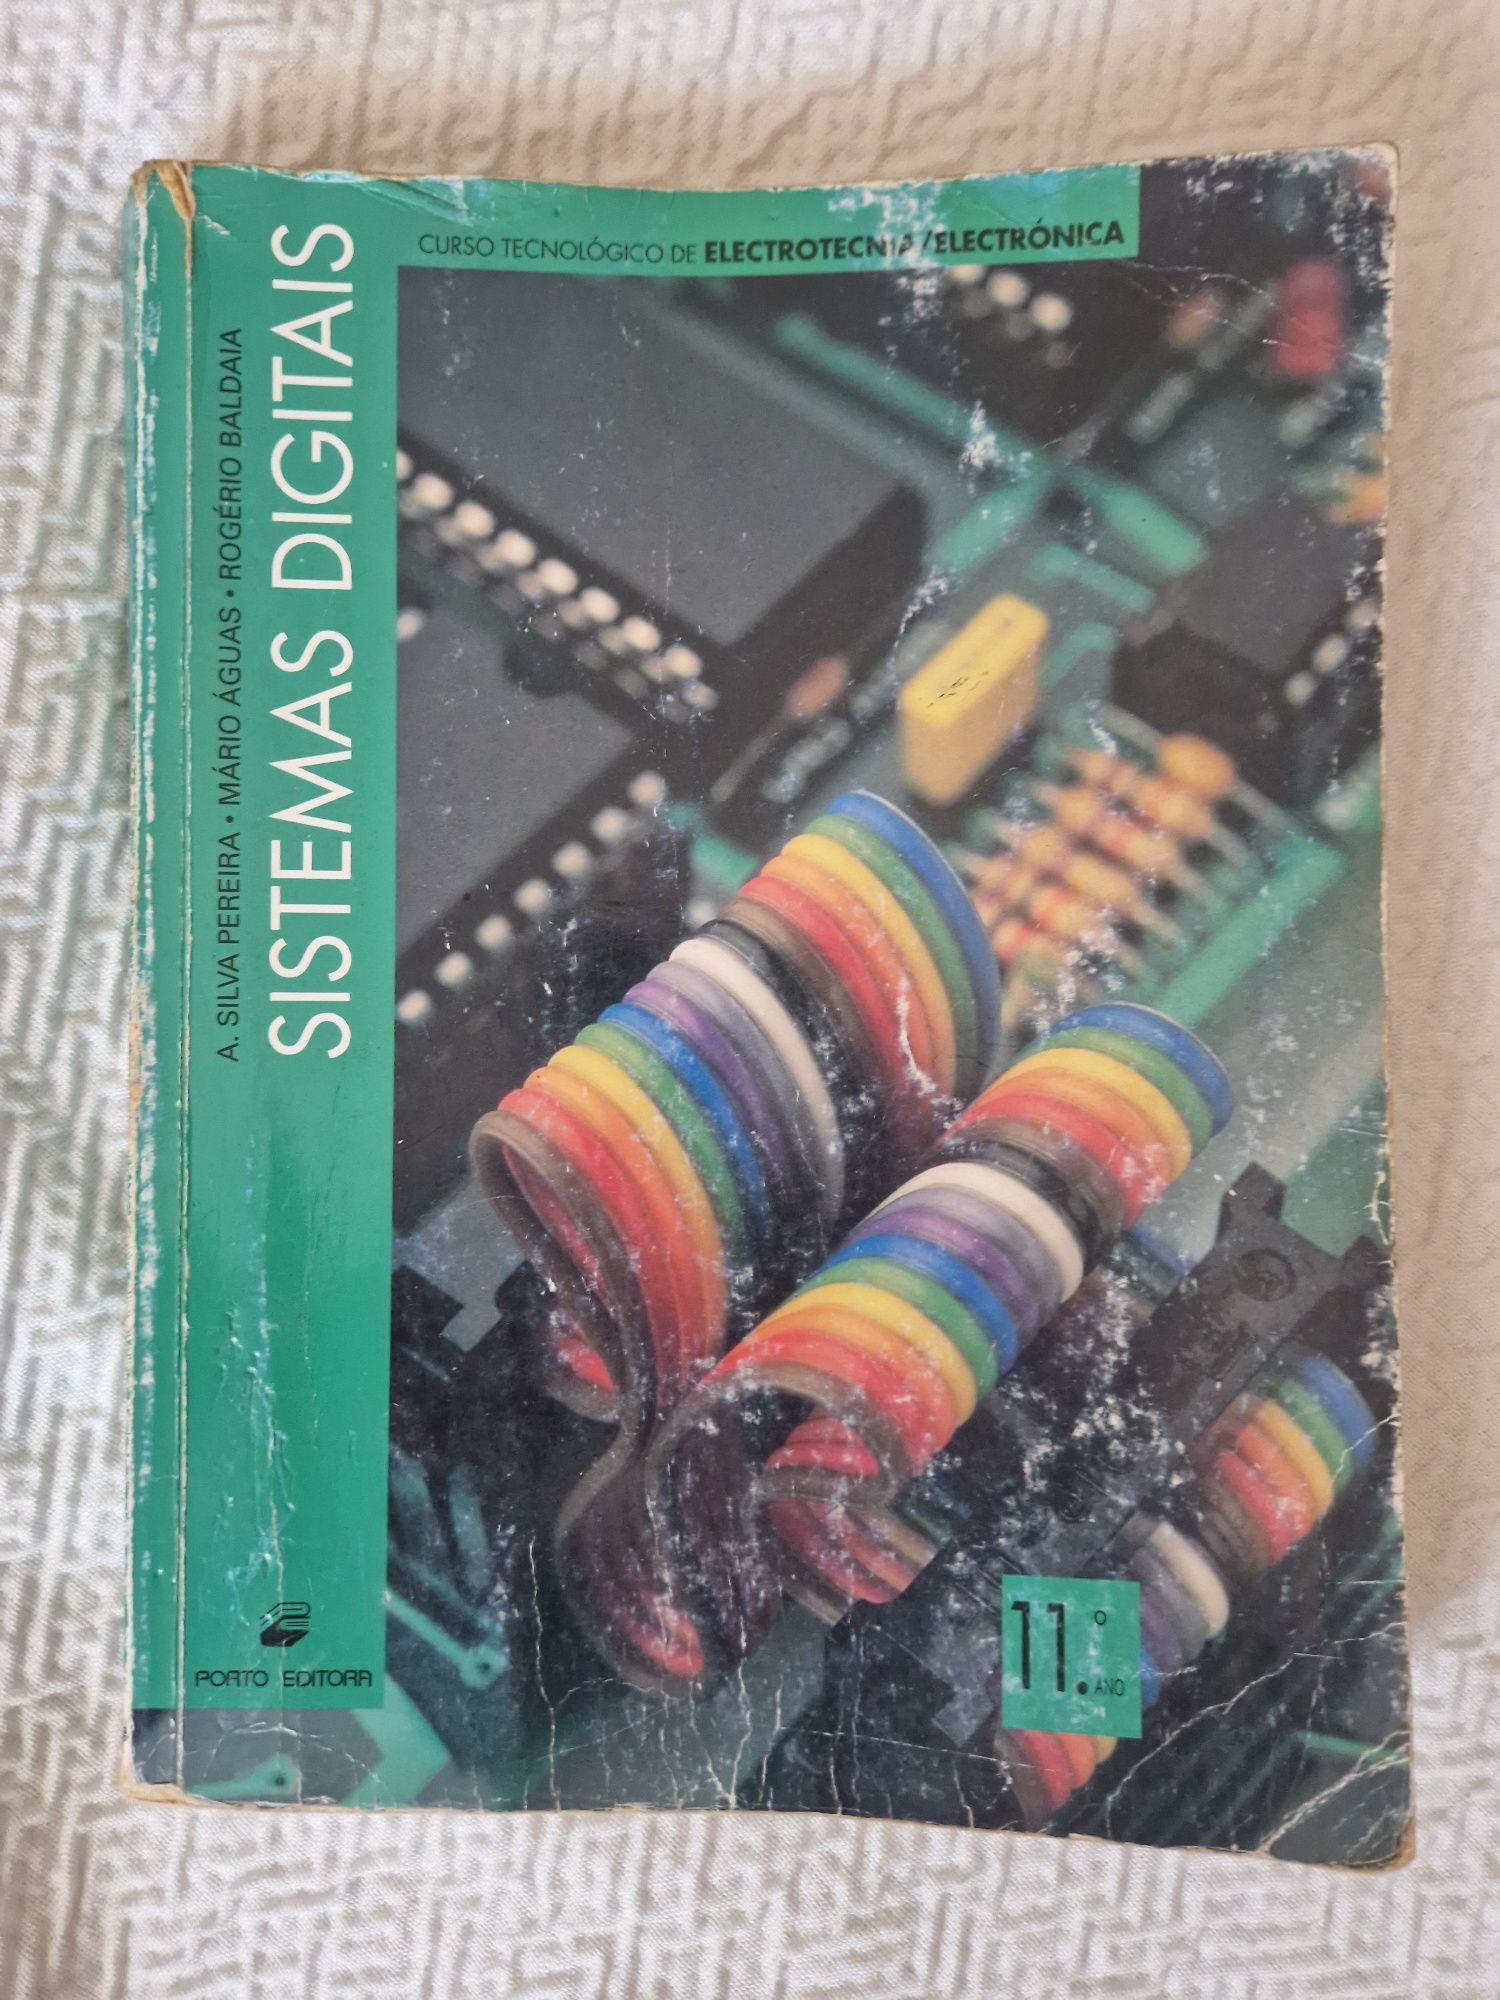 CURSO TECNOLÓGICO DE ELECTROTECNIA/ELECTRÓNICA
A. SILVA PEREIRA • MÁRIO ÁGUAS • ROGÉRIO BALDAIA
SISTEMAS DIGITAIS
11.º ANO
PORTO EDITORA